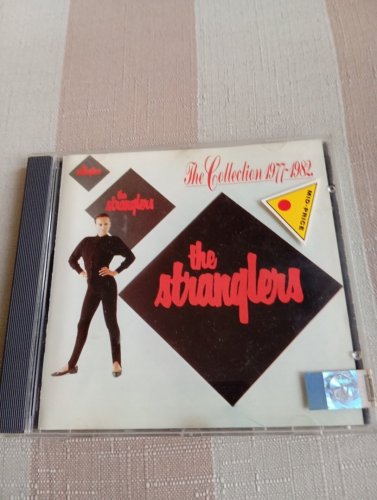 The Collection 1977-1982
MID-PRICE
the
stranglers
the
stranglers